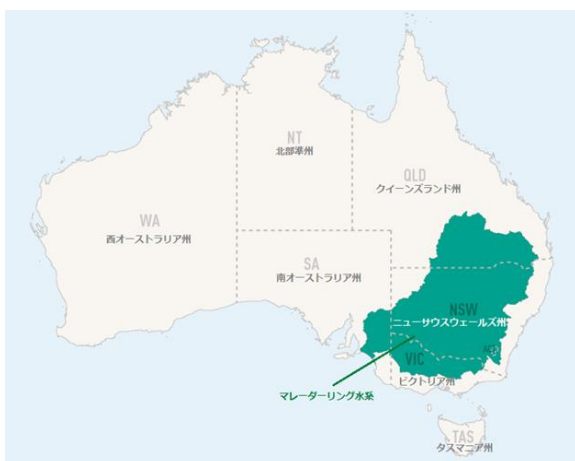 NT
北部準州
QLD
クイーンズランド州
WA
西オーストラリア州
SA
南オーストラリア州
NSW
ニューサウスウェールズ州
ACT
VIC
ビクトリア州
マレーダーリング水系
TAS
タスマニア州